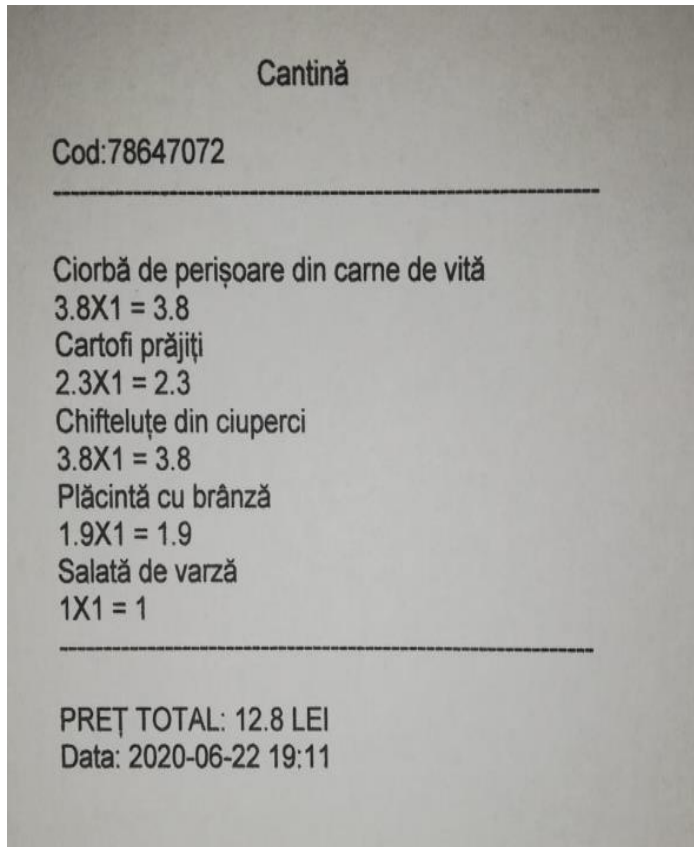 Cantină
Cod:78647072
--------------------------------------------------------------
Ciorbă de perișoare din carne de vită
3.8X1 = 3.8
Cartofi prăjiți
2.3X1 = 2.3
Chifteluțe din ciuperci
3.8X1 = 3.8
Plăcintă cu brânză
1.9X1 = 1.9
Salată de varză
1X1 = 1
--------------------------------------------------------------
PREȚ TOTAL: 12.8 LEI
Data: 2020-06-22 19:11